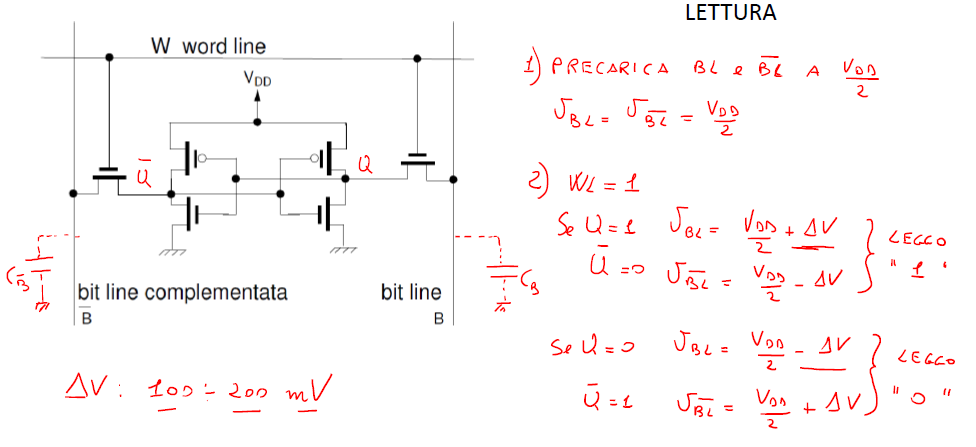 LETTURA
W word line
V_DD
1) PRECARICA BL e B̅L̅ A V_DD/2
V_BL = V_B̅L̅ = V_DD/2
Q̅
Q
2) WL = 1
Se Q=1 V_BL = V_DD/2 + ΔV
Q̅=0 V_B̅L̅ = V_DD/2 - ΔV
LEGGO
"1"
C_B̅
C_B
bit line complementata
bit line
B̅
B
Se Q=0 V_BL = V_DD/2 - ΔV
Q̅=1 V_B̅L̅ = V_DD/2 + ΔV
LEGGO
"0"
ΔV : 100 ÷ 200 mV